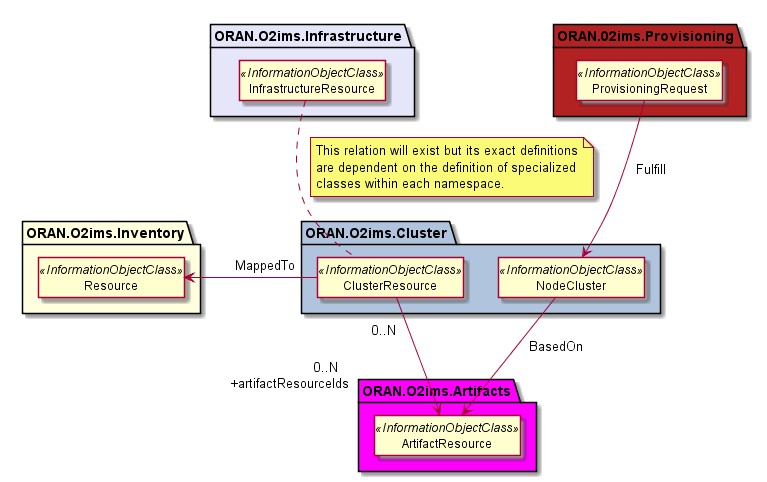 ORAN.O2ims.Infrastructure
«InformationObjectClass»
InfrastructureResource
ORAN.02ims.Provisioning
«InformationObjectClass»
ProvisioningRequest
This relation will exist but its exact definitions
are dependent on the definition of specialized
classes within each namespace.
Fulfill
ORAN.O2ims.Inventory
«InformationObjectClass»
Resource
MappedTo
ORAN.O2ims.Cluster
«InformationObjectClass»
ClusterResource
«InformationObjectClass»
NodeCluster
0..N
BasedOn
0..N
+artifactResourceIds
ORAN.O2ims.Artifacts
«InformationObjectClass»
ArtifactResource